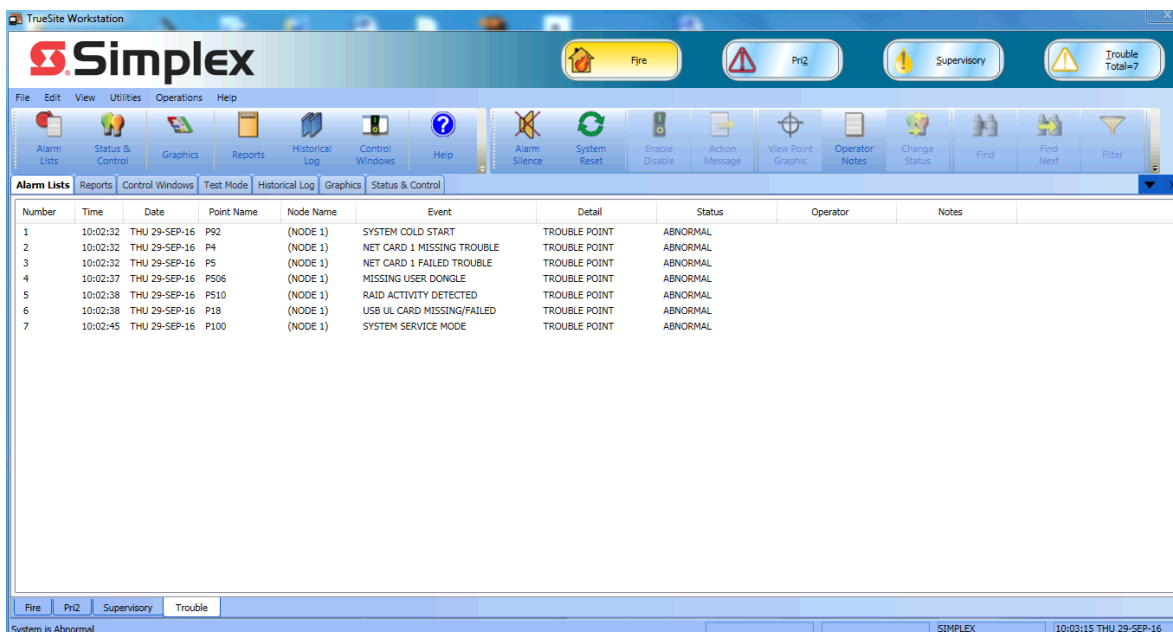 TrueSite Workstation
Simplex
Fire
Pri2
Supervisory
Trouble
Total=7
File Edit View Utilities Operations Help
Alarm Lists
Status & Control
Graphics
Reports
Historical Log
Control Windows
Help
Alarm Silence
System Reset
Enable Disable
Action Message
View Point Graphic
Operator Notes
Change Status
Find
Find Next
Filter
Alarm Lists Reports Control Windows Test Mode Historical Log Graphics Status & Control
Number Time Date Point Name Node Name Event Detail Status Operator Notes
1 10:02:32 THU 29-SEP-16 P92 (NODE 1) SYSTEM COLD START TROUBLE POINT ABNORMAL
2 10:02:32 THU 29-SEP-16 P4 (NODE 1) NET CARD 1 MISSING TROUBLE TROUBLE POINT ABNORMAL
3 10:02:32 THU 29-SEP-16 P5 (NODE 1) NET CARD 1 FAILED TROUBLE TROUBLE POINT ABNORMAL
4 10:02:37 THU 29-SEP-16 P506 (NODE 1) MISSING USER DONGLE TROUBLE POINT ABNORMAL
5 10:02:38 THU 29-SEP-16 P510 (NODE 1) RAID ACTIVITY DETECTED TROUBLE POINT ABNORMAL
6 10:02:38 THU 29-SEP-16 P18 (NODE 1) USB UL CARD MISSING/FAILED TROUBLE POINT ABNORMAL
7 10:02:45 THU 29-SEP-16 P100 (NODE 1) SYSTEM SERVICE MODE TROUBLE POINT ABNORMAL
Fire Pri2 Supervisory Trouble
System is Abnormal SIMPLEX 10:03:15 THU 29-SEP-16